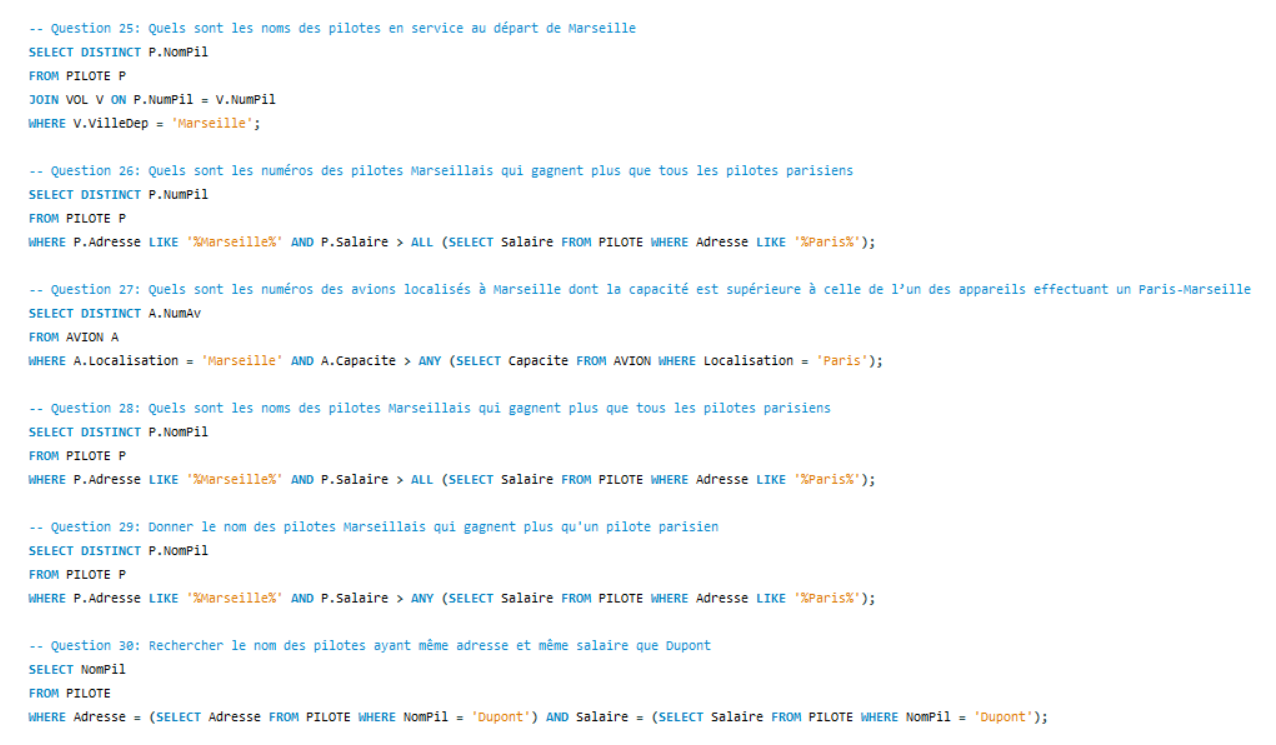 -- Question 25: Quels sont les noms des pilotes en service au départ de Marseille
SELECT DISTINCT P.NomPil
FROM PILOTE P
JOIN VOL V ON P.NumPil = V.NumPil
WHERE V.VilleDep = 'Marseille';
-- Question 26: Quels sont les numéros des pilotes Marseillais qui gagnent plus que tous les pilotes parisiens
SELECT DISTINCT P.NumPil
FROM PILOTE P
WHERE P.Adresse LIKE '%Marseille%' AND P.Salaire > ALL (SELECT Salaire FROM PILOTE WHERE Adresse LIKE '%Paris%');
-- Question 27: Quels sont les numéros des avions localisés à Marseille dont la capacité est supérieure à celle de l’un des appareils effectuant un Paris-Marseille
SELECT DISTINCT A.NumAv
FROM AVION A
WHERE A.Localisation = 'Marseille' AND A.Capacite > ANY (SELECT Capacite FROM AVION WHERE Localisation = 'Paris');
-- Question 28: Quels sont les noms des pilotes Marseillais qui gagnent plus que tous les pilotes parisiens
SELECT DISTINCT P.NomPil
FROM PILOTE P
WHERE P.Adresse LIKE '%Marseille%' AND P.Salaire > ALL (SELECT Salaire FROM PILOTE WHERE Adresse LIKE '%Paris%');
-- Question 29: Donner le nom des pilotes Marseillais qui gagnent plus qu'un pilote parisien
SELECT DISTINCT P.NomPil
FROM PILOTE P
WHERE P.Adresse LIKE '%Marseille%' AND P.Salaire > ANY (SELECT Salaire FROM PILOTE WHERE Adresse LIKE '%Paris%');
-- Question 30: Rechercher le nom des pilotes ayant même adresse et même salaire que Dupont
SELECT NomPil
FROM PILOTE
WHERE Adresse = (SELECT Adresse FROM PILOTE WHERE NomPil = 'Dupont') AND Salaire = (SELECT Salaire FROM PILOTE WHERE NomPil = 'Dupont');